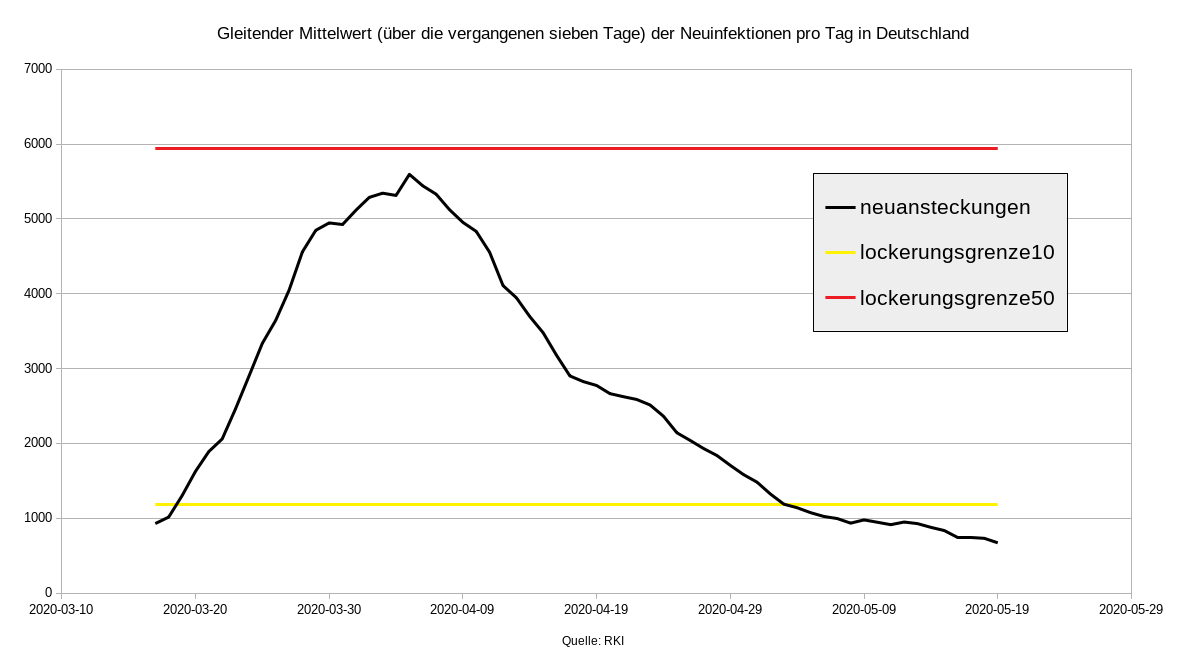 Gleitender Mittelwert (über die vergangenen sieben Tage) der Neuinfektionen pro Tag in Deutschland
7000
6000
5000
4000
3000
2000
1000
0
neuansteckungen
lockerungsgrenze10
lockerungsgrenze50
2020-03-10 2020-03-20 2020-03-30 2020-04-09 2020-04-19 2020-04-29 2020-05-09 2020-05-19 2020-05-29
Quelle: RKI